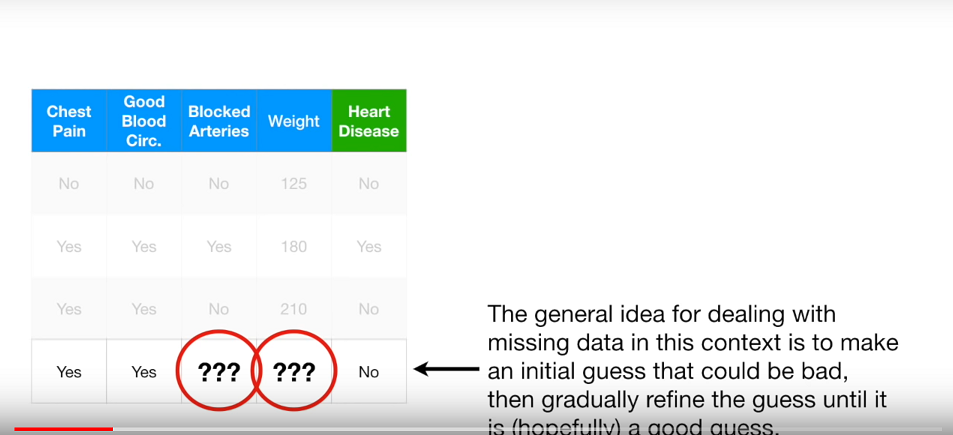 Chest Pain Good Blood Circ. Blocked Arteries Weight Heart Disease
No No No 125 No
Yes Yes Yes 180 Yes
Yes Yes No 210 No
Yes Yes ??? ??? No
The general idea for dealing with
missing data in this context is to make
an initial guess that could be bad,
then gradually refine the guess until it
is (hopefully) a good guess.